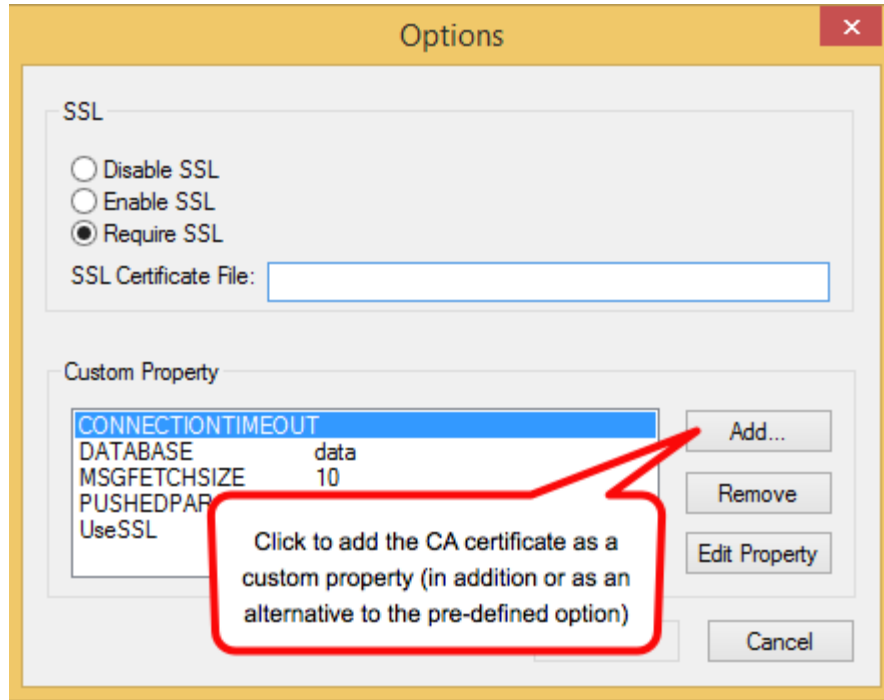 Options
SSL
Disable SSL
Enable SSL
Require SSL
SSL Certificate File:
Custom Property
CONNECTIONTIMEOUT
DATABASE data
MSGFETCHSIZE 10
UseSSL
Add...
Remove
Edit Property
Click to add the CA certificate as a
custom property (in addition or as an
alternative to the pre-defined option)
Cancel